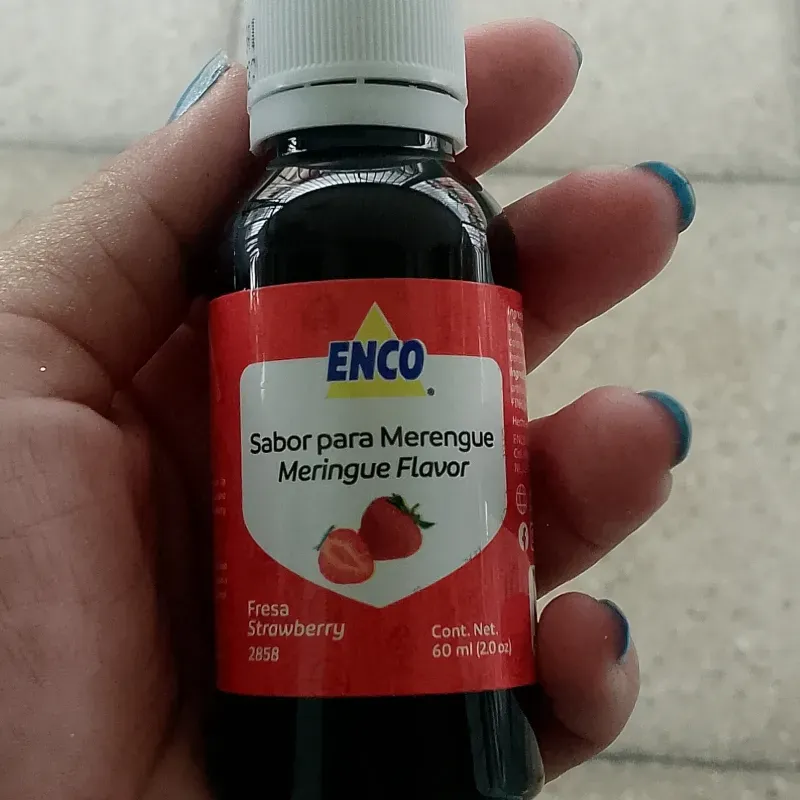 ENCO
Sabor para Merengue
Meringue Flavor
Fresa
Strawberry
2858
Cont. Net.
60 ml (2.0 oz)